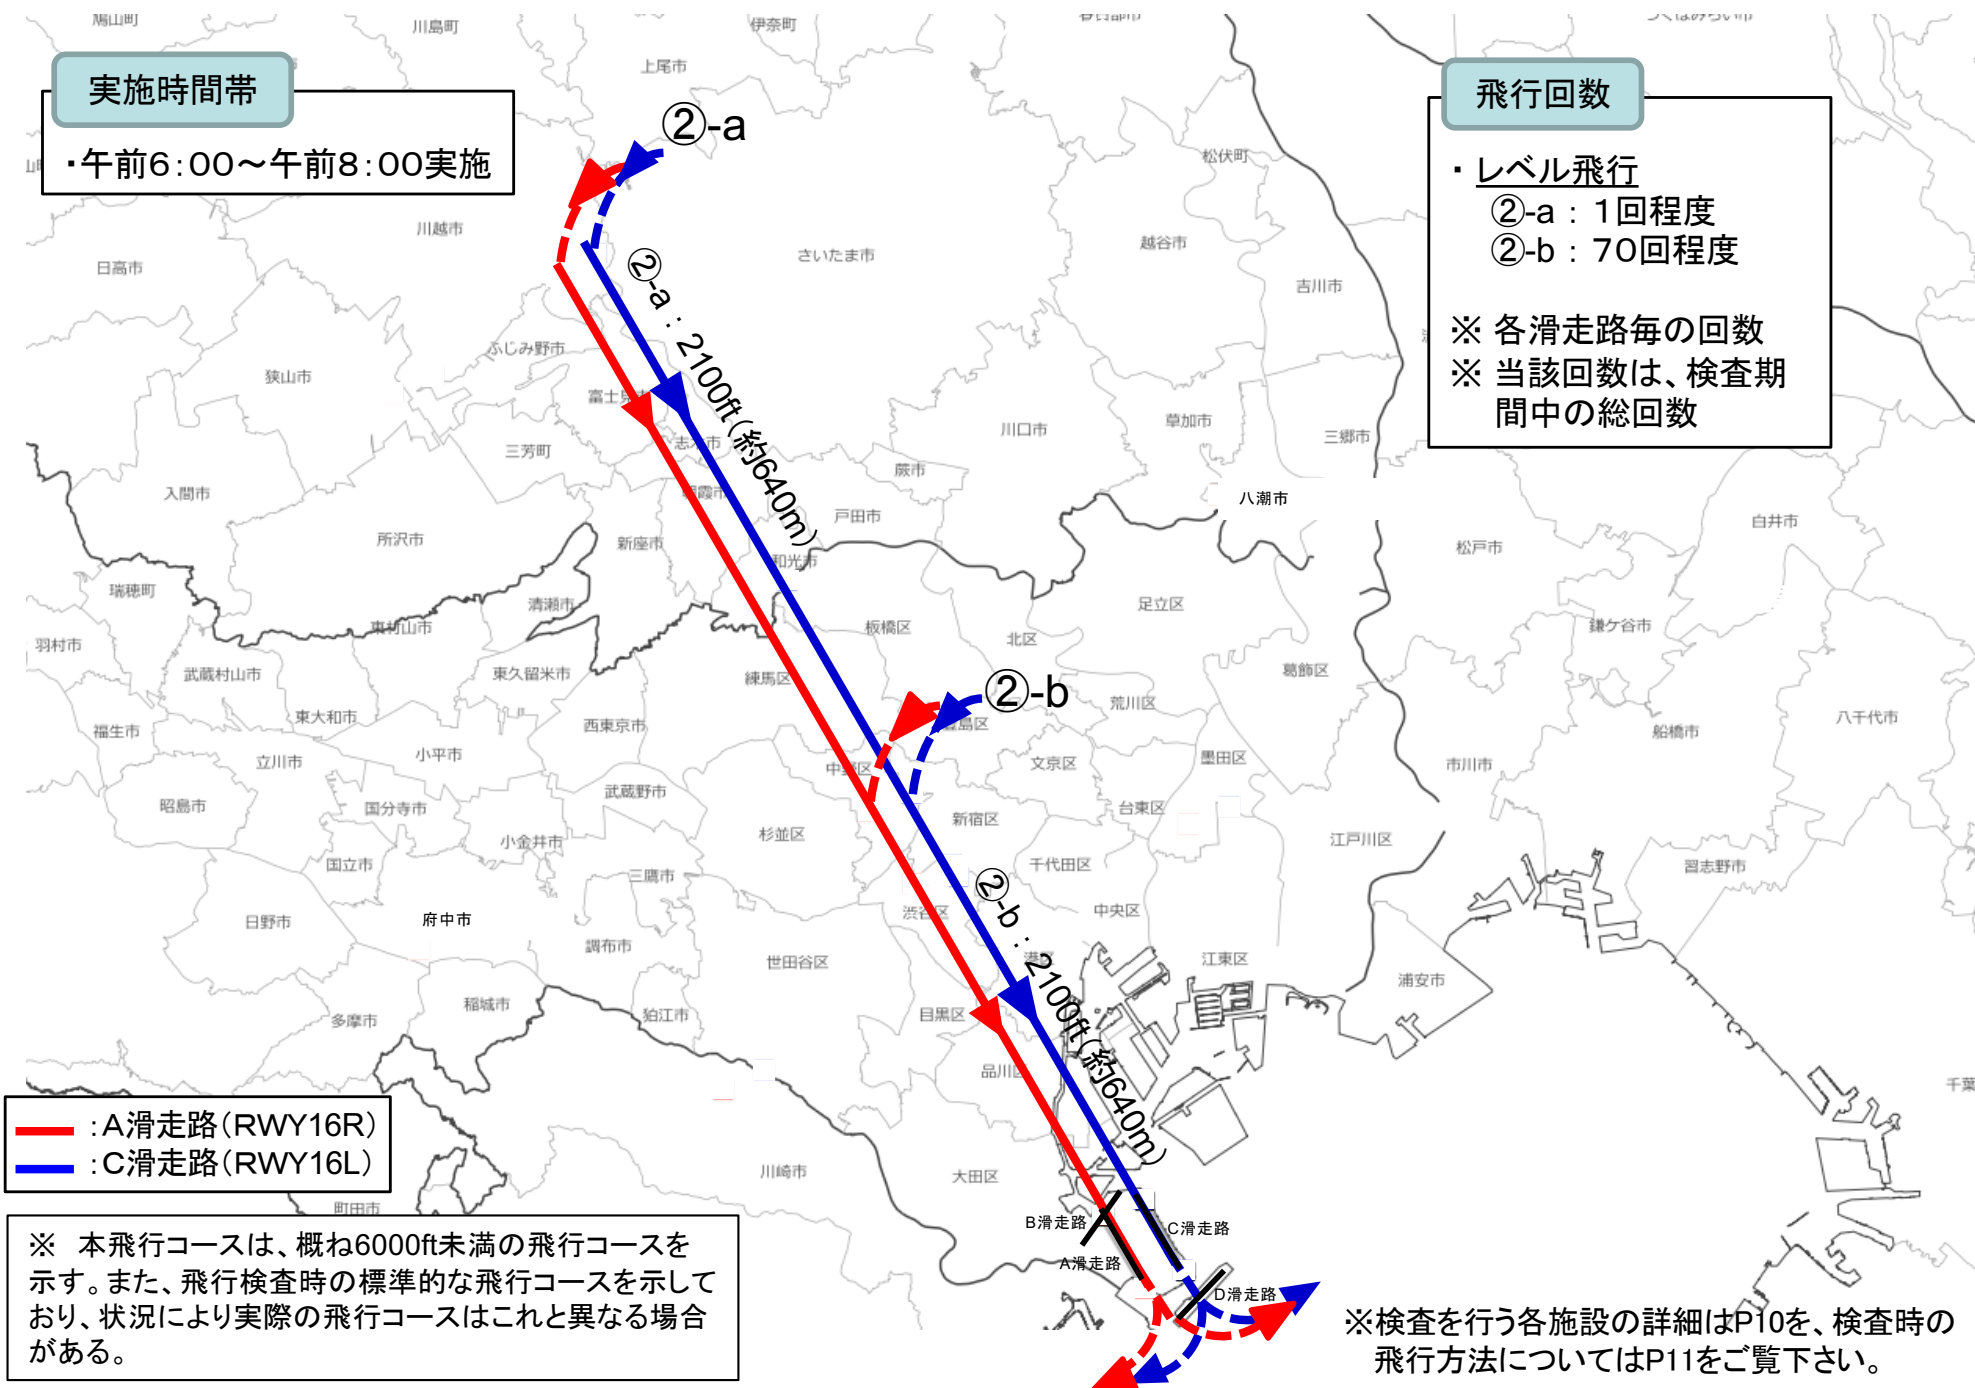 鳩山町
川島町
伊奈町
上尾市
実施時間帯
・午前6:00～午前8:00実施
飛行回数
・レベル飛行
②-a : 1回程度
②-b : 70回程度
※ 各滑走路毎の回数
※ 当該回数は、検査期
間中の総回数
②-a
②-a : 2100ft(約640m)
②-b
②-b : 2100ft(約640m)
松伏町
川越市
さいたま市
越谷市
日高市
吉川市
ふじみ野市
狭山市
川口市
草加市
三郷市
三芳町
蕨市
入間市
八潮市
戸田市
白井市
所沢市
新座市
松戸市
和光市
瑞穂町
清瀬市
足立区
東村山市
板橋区
北区
鎌ケ谷市
羽村市
武蔵村山市
東久留米市
練馬区
葛飾区
荒川区
東大和市
西東京市
八千代市
福生市
船橋市
小平市
立川市
中野区
文京区
墨田区
市川市
昭島市
国分寺市
武蔵野市
台東区
新宿区
杉並区
小金井市
江戸川区
国立市
千代田区
習志野市
三鷹市
日野市
府中市
渋谷区
中央区
調布市
世田谷区
港区
江東区
浦安市
稲城市
狛江市
目黒区
多摩市
品川区
千葉
川崎市
大田区
町田市
:A滑走路(RWY16R)
:C滑走路(RWY16L)
B滑走路
C滑走路
A滑走路
D滑走路
※ 本飛行コースは、概ね6000ft未満の飛行コースを
示す。また、飛行検査時の標準的な飛行コースを示して
おり、状況により実際の飛行コースはこれと異なる場合
がある。
※検査を行う各施設の詳細はP10を、検査時の
飛行方法についてはP11をご覧下さい。